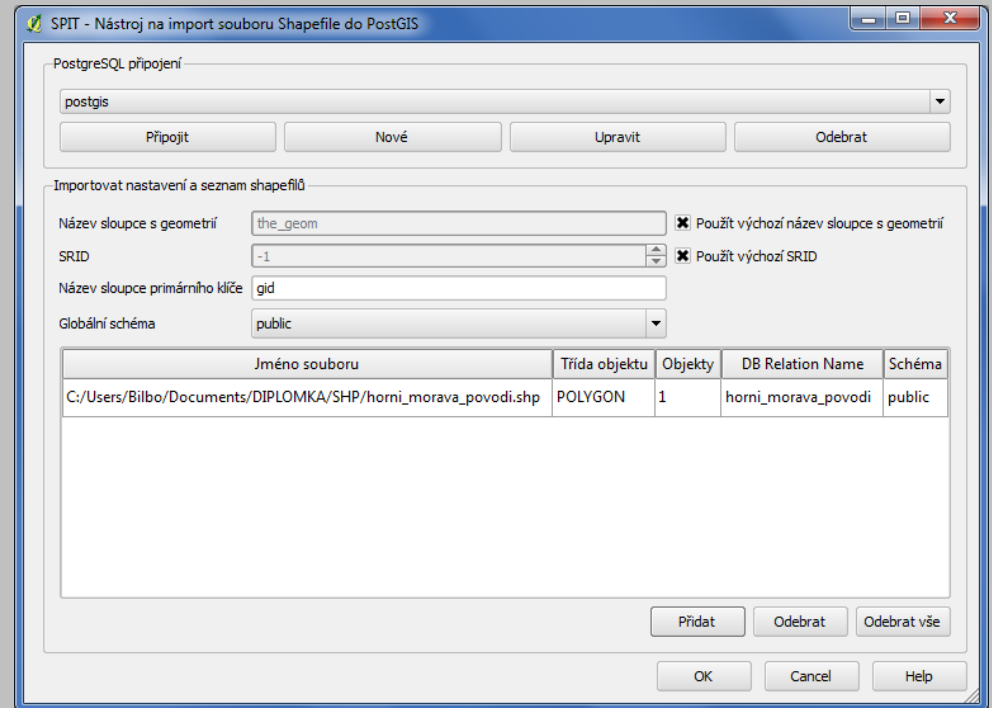 SPIT - Nástroj na import souboru Shapefile do PostGIS
PostgreSQL připojení
postgis
Připojit Nové Upravit Odebrat
Importovat nastavení a seznam shapefilů
Název sloupce s geometrií the_geom Použít výchozí název sloupce s geometrií
SRID -1 Použít výchozí SRID
Název sloupce primárního klíče gid
Globální schéma public
Jméno souboru Třída objektu Objekty DB Relation Name Schéma
C:/Users/Bilbo/Documents/DIPLOMKA/SHP/horni_morava_povodi.shp POLYGON 1 horni_morava_povodi public
Přidat Odebrat Odebrat vše
OK Cancel Help